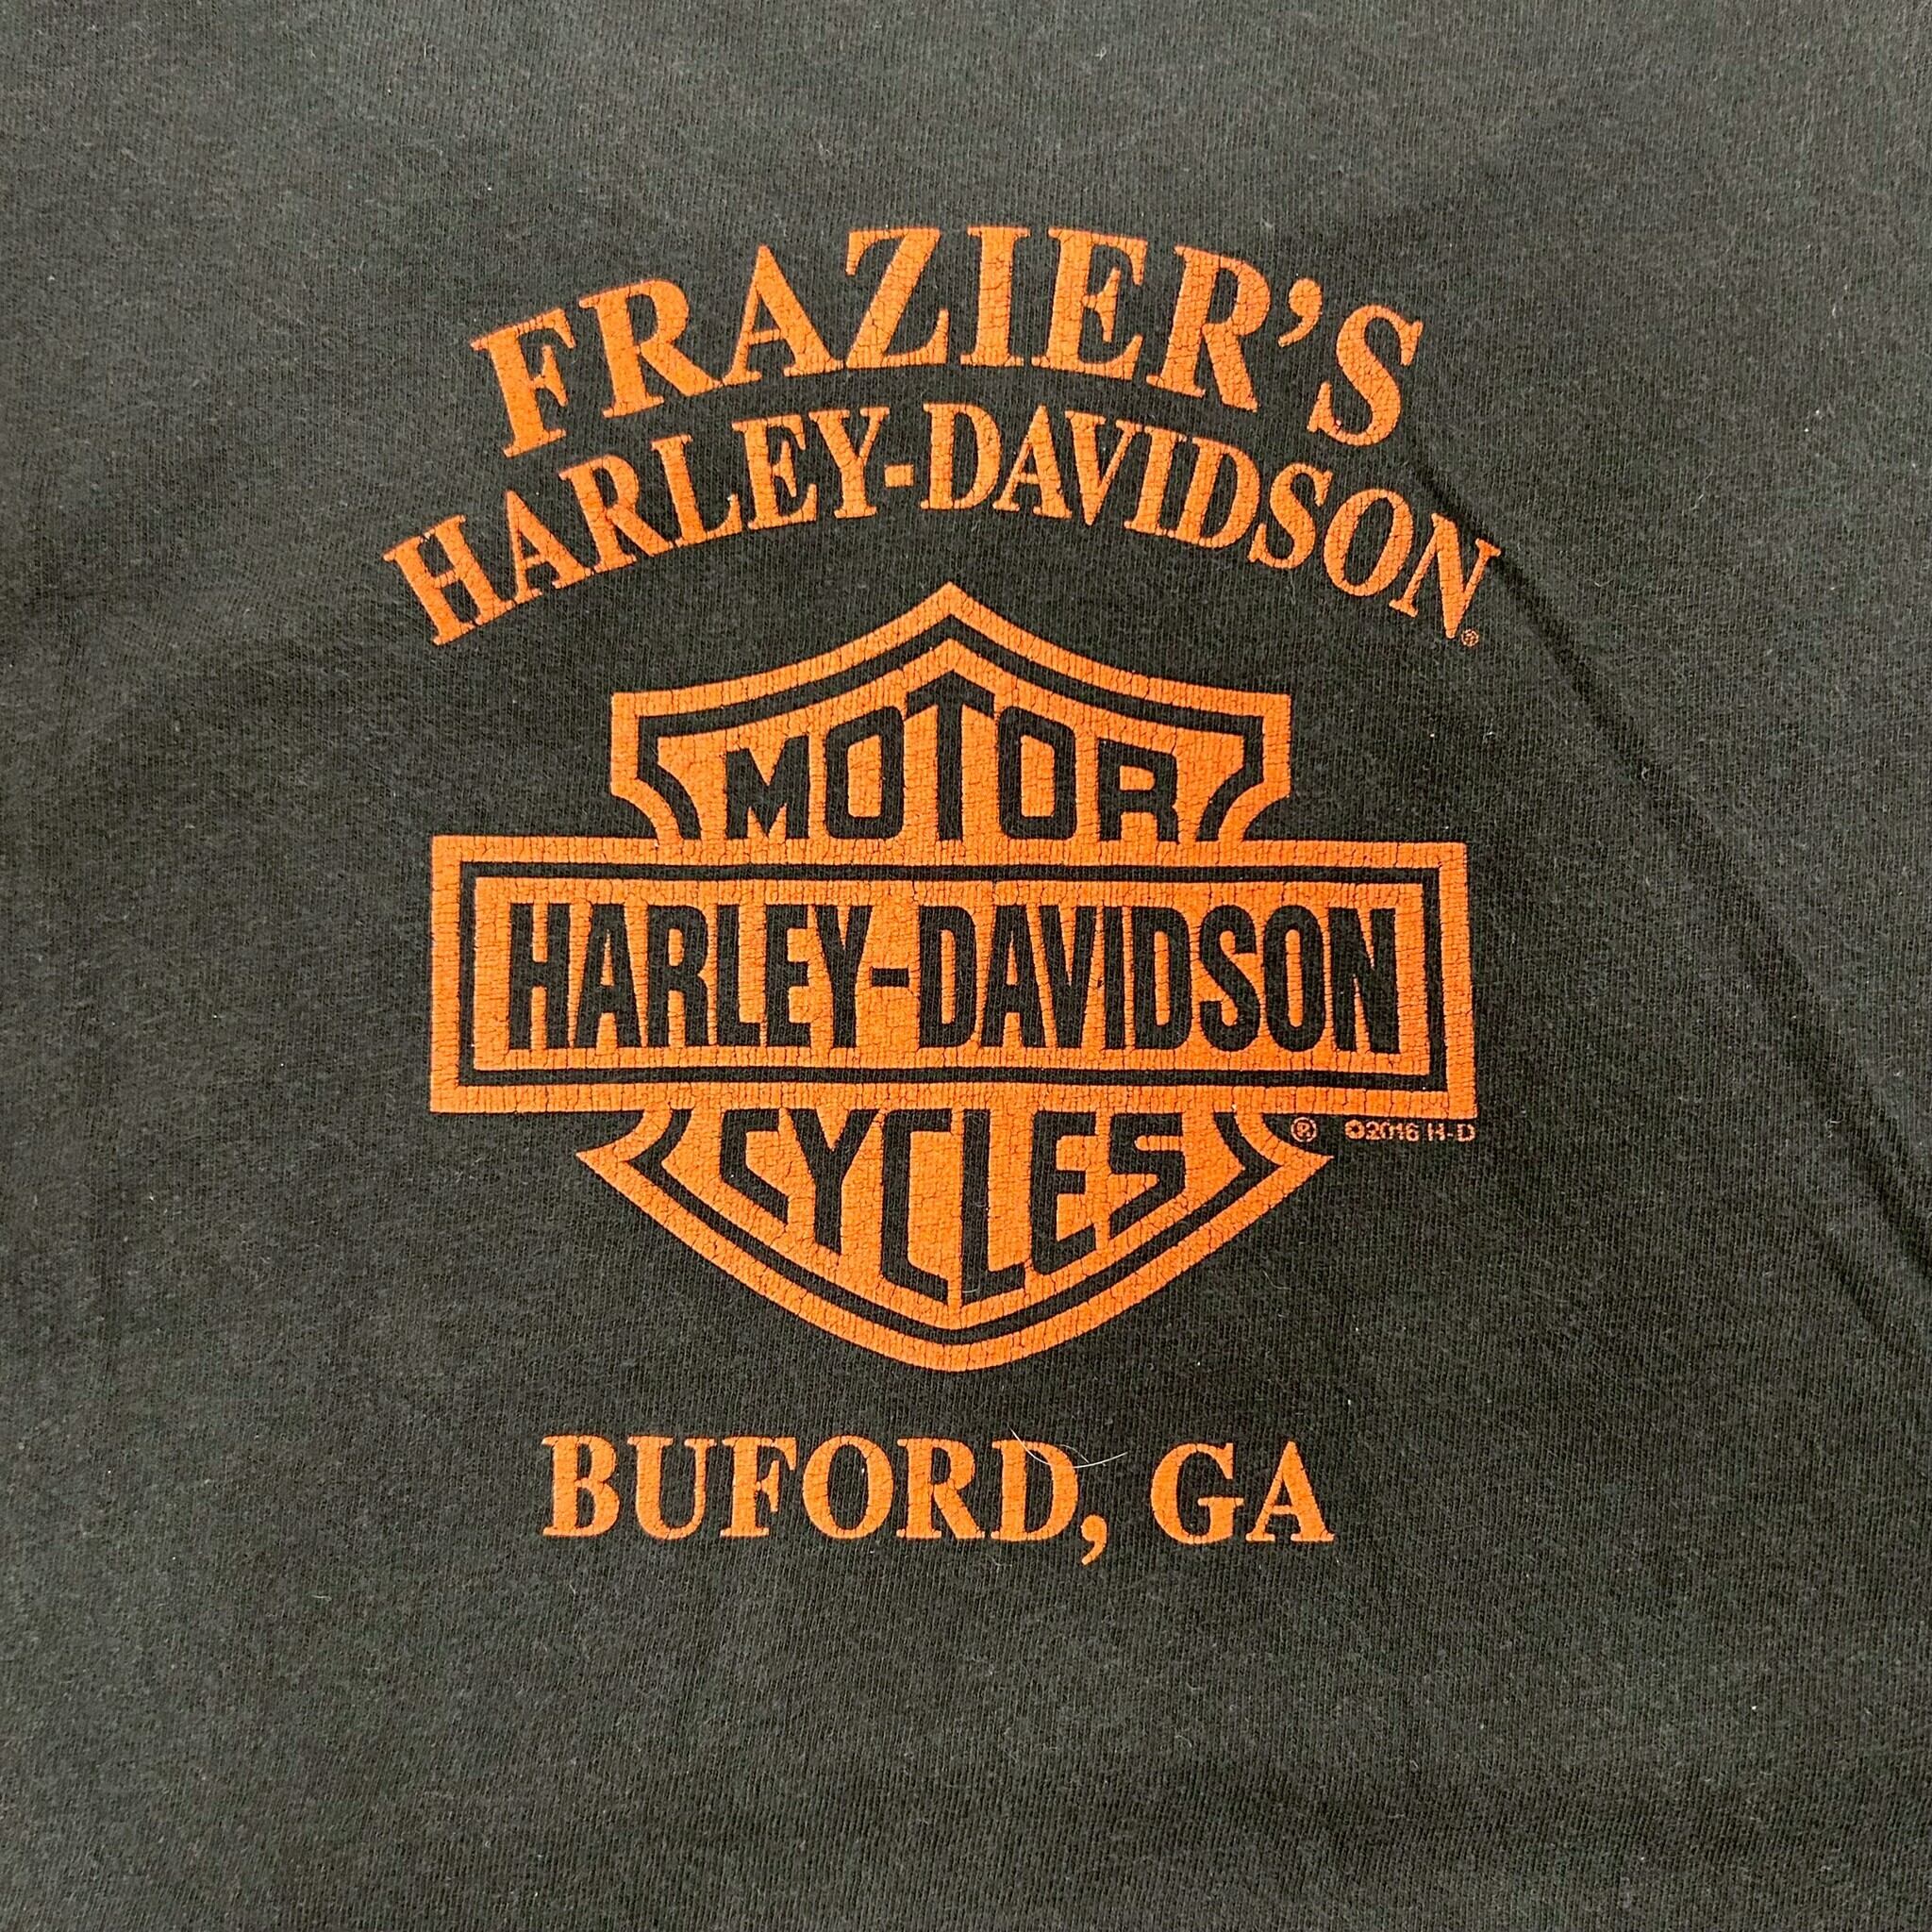 FRAZIER'S
HARLEY-DAVIDSON®
MOTOR
HARLEY-DAVIDSON
CYCLES
® ©2016 H-D
BUFORD, GA